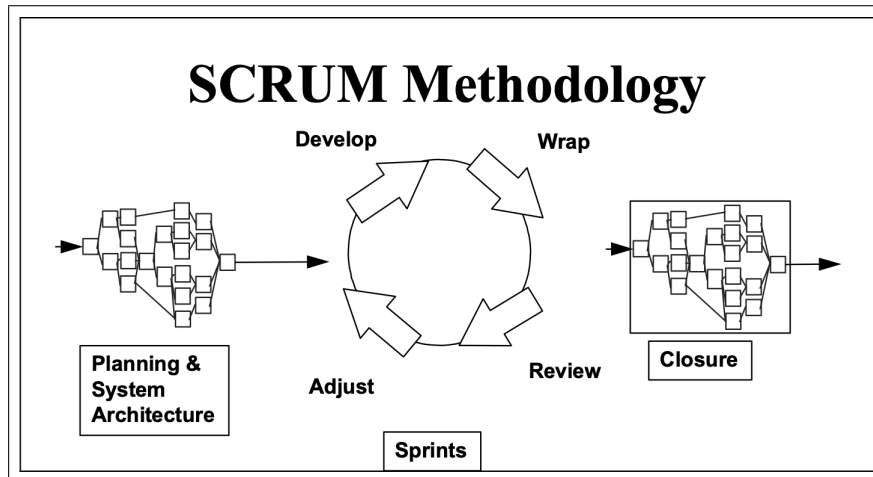 SCRUM Methodology
Develop
Wrap
Planning &
System
Architecture
Adjust
Review
Closure
Sprints